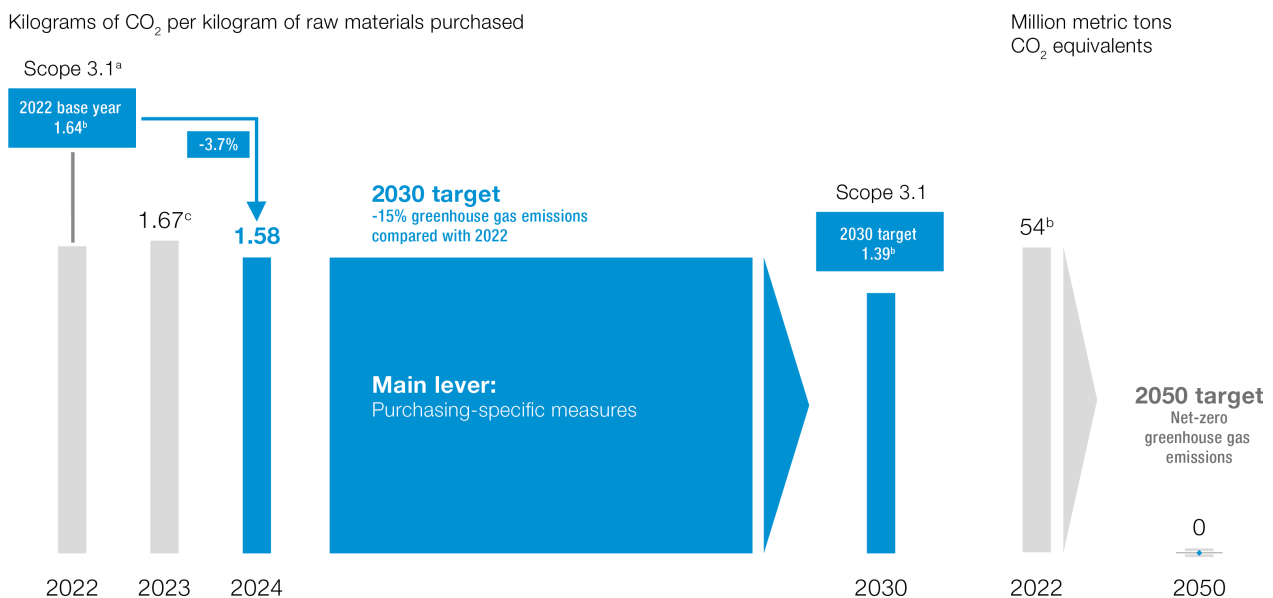 Kilograms of CO₂ per kilogram of raw materials purchased
Scope 3.1ᵃ
2022 base year
1.64ᵇ
-3.7%
1.67ᶜ
1.58
2030 target
-15% greenhouse gas emissions
compared with 2022
Main lever:
Purchasing-specific measures
Scope 3.1
2030 target
1.39ᵇ
2022
2023
2024
2030
Million metric tons
CO₂ equivalents
54ᵇ
2050 target
Net-zero
greenhouse gas
emissions
0
2022
2050